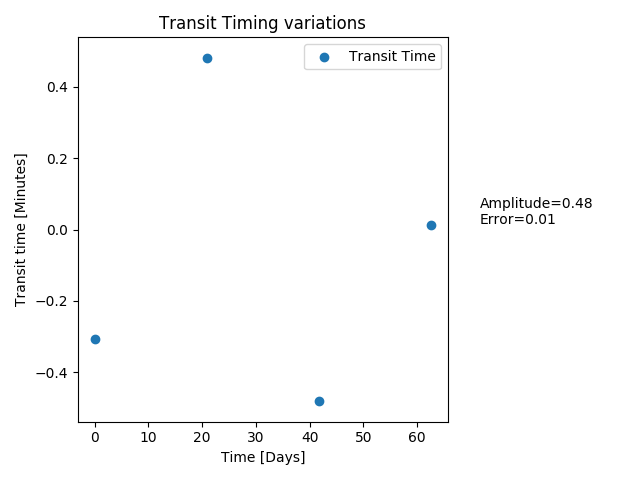 Transit Timing variations
Transit Time
0.4
0.2
0.0
−0.2
−0.4
Transit time [Minutes]
0
10
20
30
40
50
60
Time [Days]
Amplitude=0.48
Error=0.01